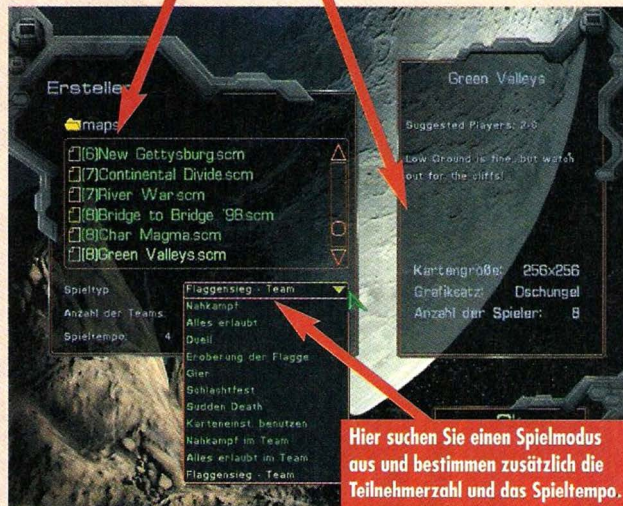 Erstellen
maps
(6)New Gettysburg.scm
(7)Continental Divide.scm
(7)River War.scm
(8)Bridge to Bridge '98.scm
(8)Char Magma.scm
(8)Green Valleys.scm
Spieltyp
Flaggensieg - Team
Anzahl der Teams:
Spieltempo: 4
Nahkampf
Alles erlaubt
Duell
Eroberung der Flagge
Gier
Schlachtfest
Sudden Death
Karteneinst. benutzen
Nahkampf im Team
Alles erlaubt im Team
Flaggensieg - Team
Green Valleys
Suggested Players: 2-8
Low Ground is fine, but watch
out for the cliffs!
Kartengröße: 256x256
Grafiksatz: Dschungel
Anzahl der Spieler: 8
Hier suchen Sie einen Spielmodus
aus und bestimmen zusätzlich die
Teilnehmerzahl und das Spieltempo.